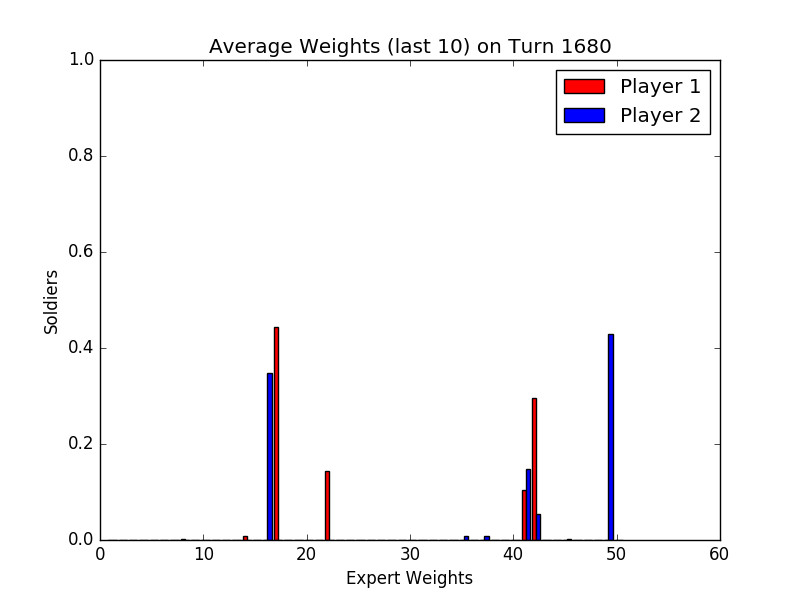 Average Weights (last 10) on Turn 1680
1.0
0.8
0.6
0.4
0.2
0.0
Soldiers
Player 1
Player 2
0 10 20 30 40 50 60
Expert Weights